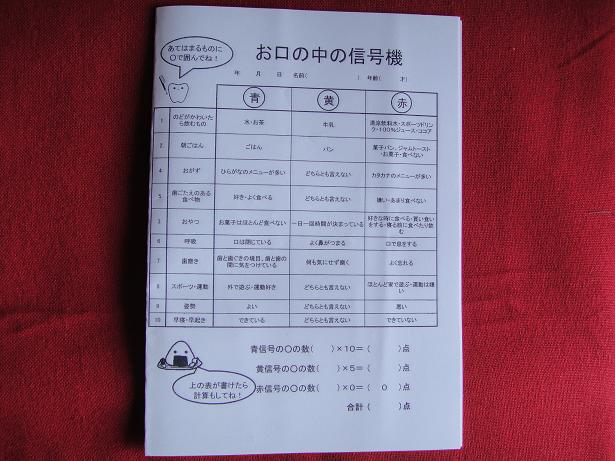 あてはまるものに
〇で囲んでね！
お口の中の信号機
年 月 日 名前( ) 年齢( 才)
青 黄 赤
1 のどがかわいた
ら飲むもの 水・お茶 牛乳 清涼飲料水・スポーツドリン
ク・100%ジュース・ココア
2 朝ごはん ごはん パン 菓子パン、ジャムトースト
・お菓子・食べない
4 おかず ひらがなのメニューが多い どちらとも言えない カタカナのメニューが多い
5 歯ごたえのある
食べ物 好き・よく食べる どちらとも言えない 嫌い・あまり食べない
3 おやつ お菓子はほとんど食べない 一日一回時間が決まっている 好きな時に食べる・買い食い
をする・寝る前に食べたり飲
む
6 呼吸 口は閉じている よく鼻がつまる 口で息をする
7 歯磨き 歯と歯ぐきの境目、歯と歯の
間に気をつけている 何も気にせず磨く よく忘れる
8 スポーツ・運動 外で遊ぶ・運動好き どちらとも言えない ほとんど家で遊ぶ・運動は嫌
い
9 姿勢 よい どちらとも言えない 悪い
10 早寝・早起き できている どちらとも言えない できていない
青信号の〇の数( )×10＝( )点
黄信号の〇の数( )×5＝( )点
赤信号の〇の数( )×0＝( 0 )点
合計( )点
上の表が書けたら
計算もしてね！